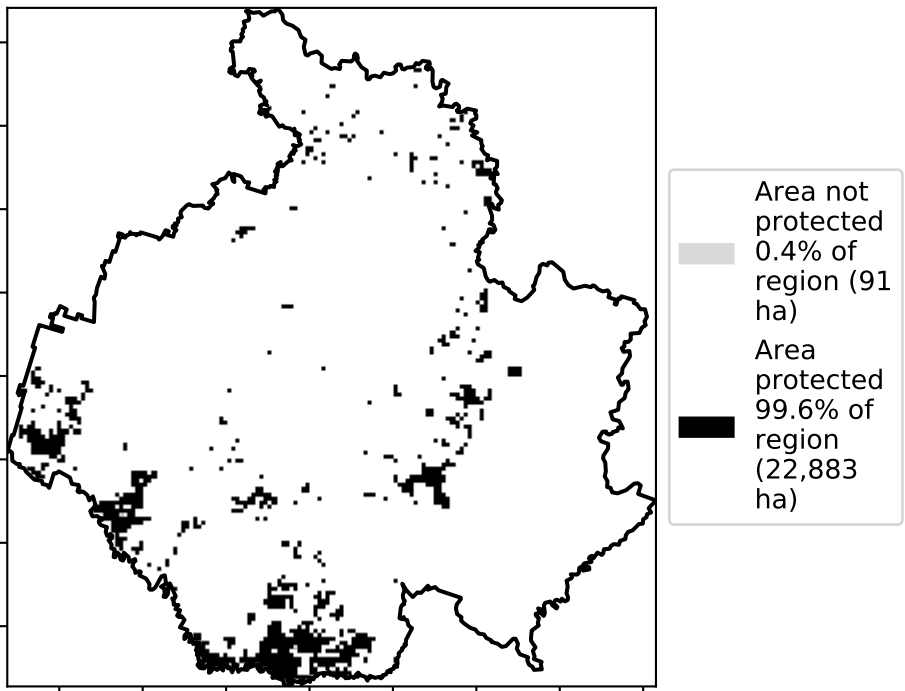 Area not
protected
0.4% of
region (91
ha)
Area
protected
99.6% of
region
(22,883
ha)